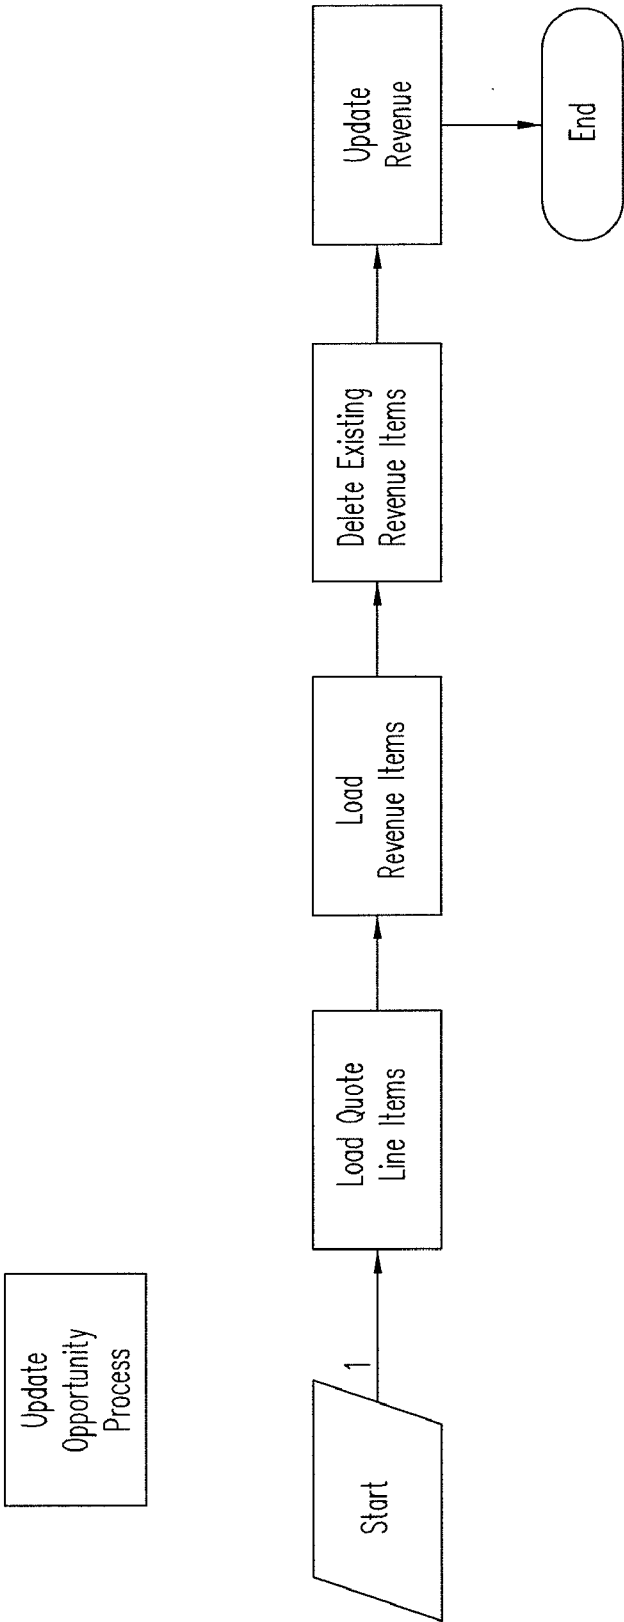 Update
Opportunity
Process
Start
1
Load Quote
Line Items
Load
Revenue Items
Delete Existing
Revenue Items
Update
Revenue
End